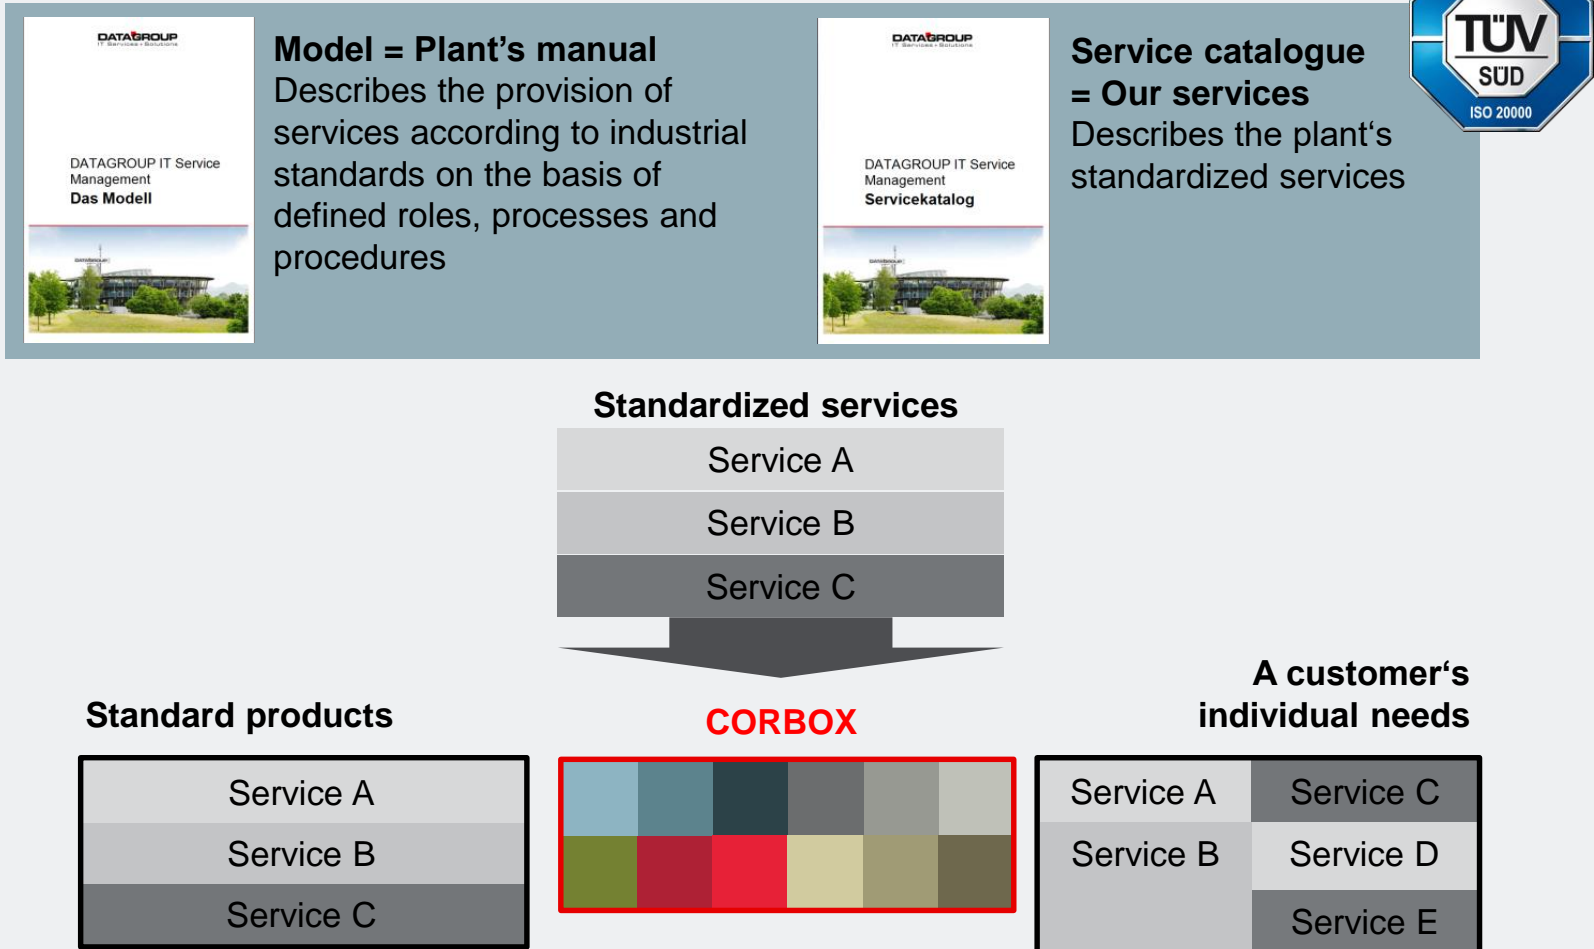 DATAGROUP
IT Services & Solutions
DATAGROUP IT Service
Management
Das Modell
Model = Plant’s manual
Describes the provision of
services according to industrial
standards on the basis of
defined roles, processes and
procedures
DATAGROUP
IT Services & Solutions
DATAGROUP IT Service
Management
Servicekatalog
Service catalogue
= Our services
Describes the plant‘s
standardized services
TÜV
SÜD
ISO 20000
Standardized services
Service A
Service B
Service C
Standard products
Service A
Service B
Service C
CORBOX
A customer‘s
individual needs
Service A
Service C
Service B
Service D
Service E